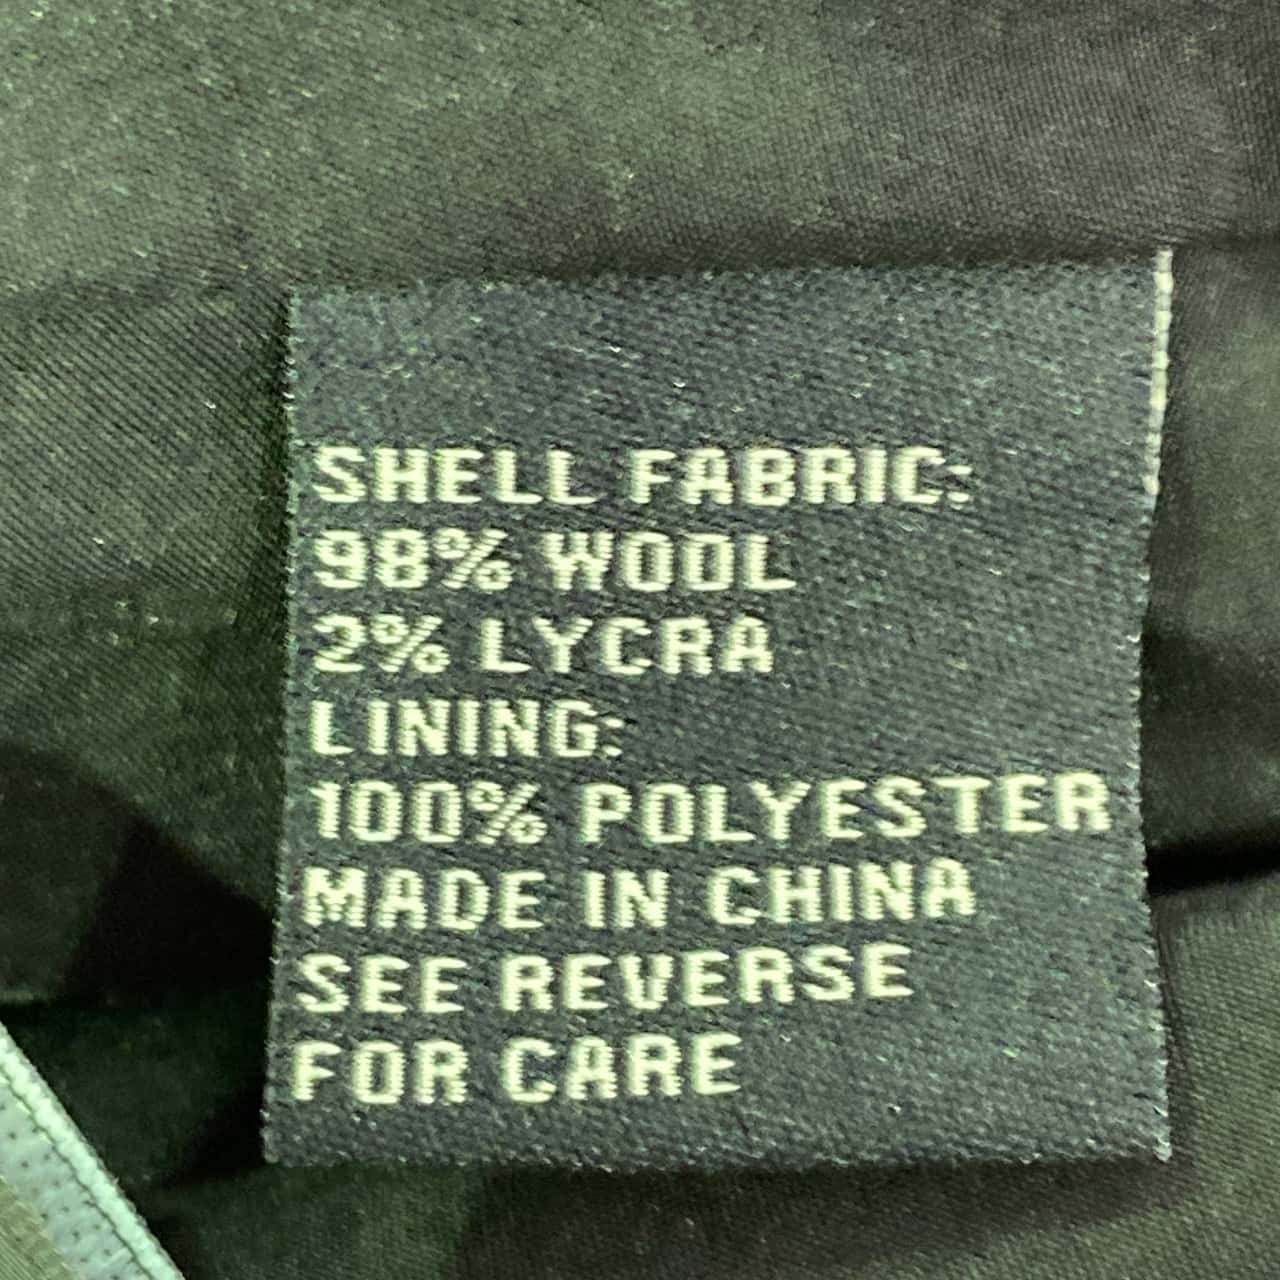 SHELL FABRIC:
98% WOOL
2% LYCRA
LINING:
100% POLYESTER
MADE IN CHINA
SEE REVERSE
FOR CARE